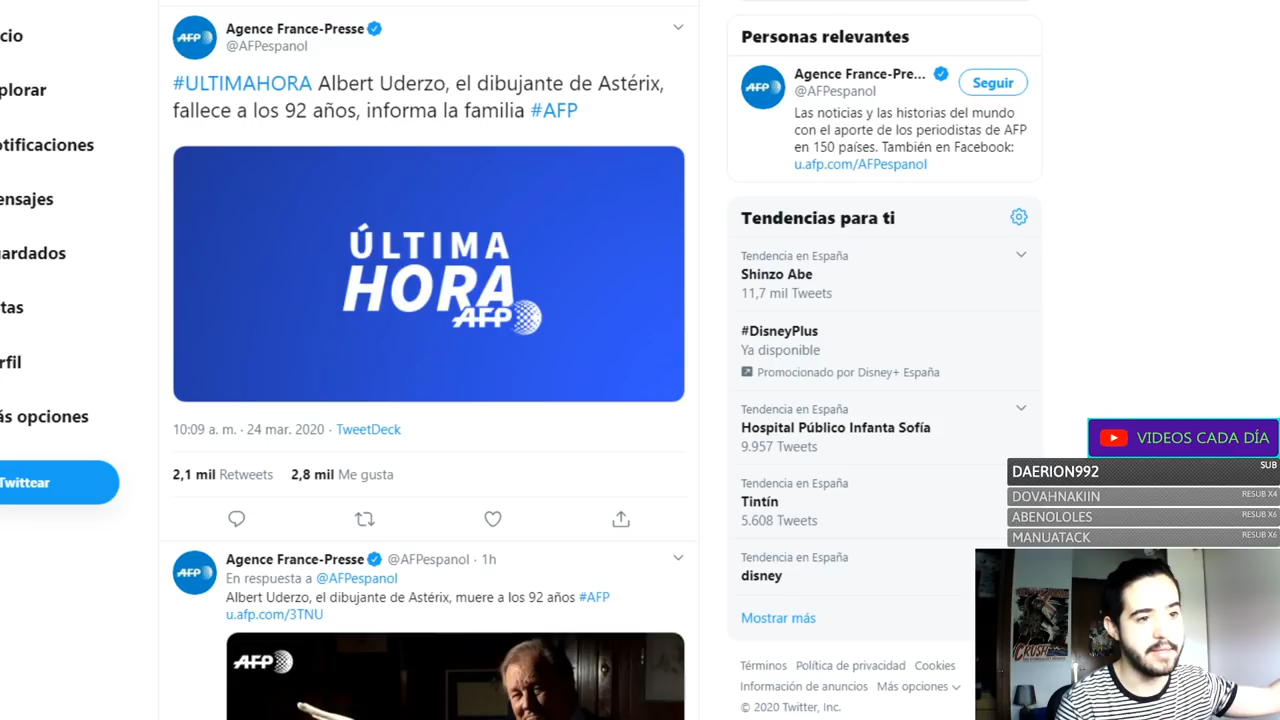 cio
plorar
otificaciones
ensajes
uardados
tas
rfil
ás opciones
Twittear
AFP
Agence France-Presse
@AFPespanol
#ULTIMAHORA Albert Uderzo, el dibujante de Astérix,
fallece a los 92 años, informa la familia #AFP
ÚLTIMA
HORA
AFP
10:09 a. m. · 24 mar. 2020 · TweetDeck
2,1 mil Retweets 2,8 mil Me gusta
AFP
Agence France-Presse @AFPespanol · 1h
En respuesta a @AFPespanol
Albert Uderzo, el dibujante de Astérix, muere a los 92 años #AFP
u.afp.com/3TNU
AFP
Personas relevantes
AFP
Agence France-Pre...
@AFPespanol
Seguir
Las noticias y las historias del mundo
con el aporte de los periodistas de AFP
en 150 países. También en Facebook:
u.afp.com/AFPespanol
Tendencias para ti
Tendencia en España
Shinzo Abe
11,7 mil Tweets
#DisneyPlus
Ya disponible
Promocionado por Disney+ España
Tendencia en España
Hospital Público Infanta Sofía
9.957 Tweets
Tendencia en España
Tintín
5.608 Tweets
Tendencia en España
disney
Mostrar más
Términos Política de privacidad Cookies
Información de anuncios Más opciones
© 2020 Twitter, Inc.
VIDEOS CADA DÍA
DAERION992 SUB
DOVAHNAKIIN RESUB X4
ABENOLOLES RESUB X6
MANUATACK RESUB X6
CRUSH